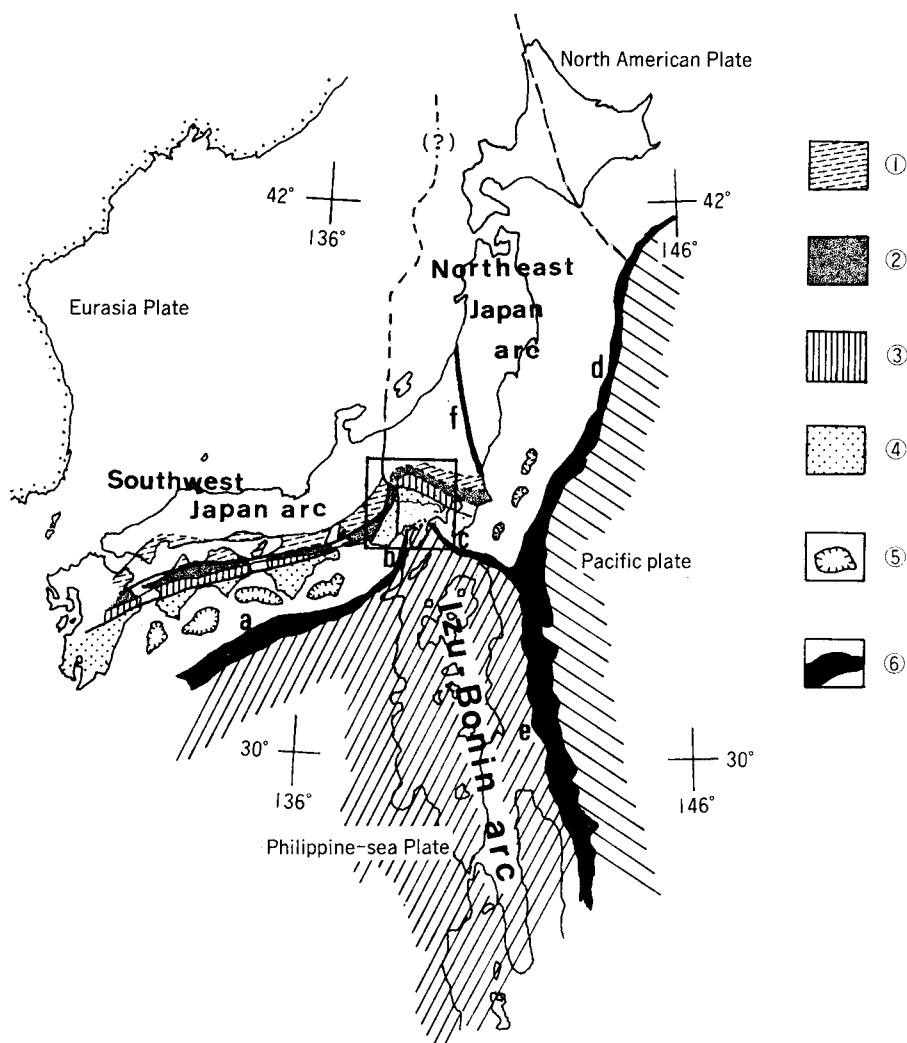 North American Plate
(?)
42°
136°
42°
146°
①
②
③
④
⑤
⑥
Northeast
Japan
arc
Eurasia Plate
d
f
Southwest
Japan arc
b
c
Pacific plate
a
Izu-Bonin arc
e
30°
136°
30°
146°
Philippine-sea Plate